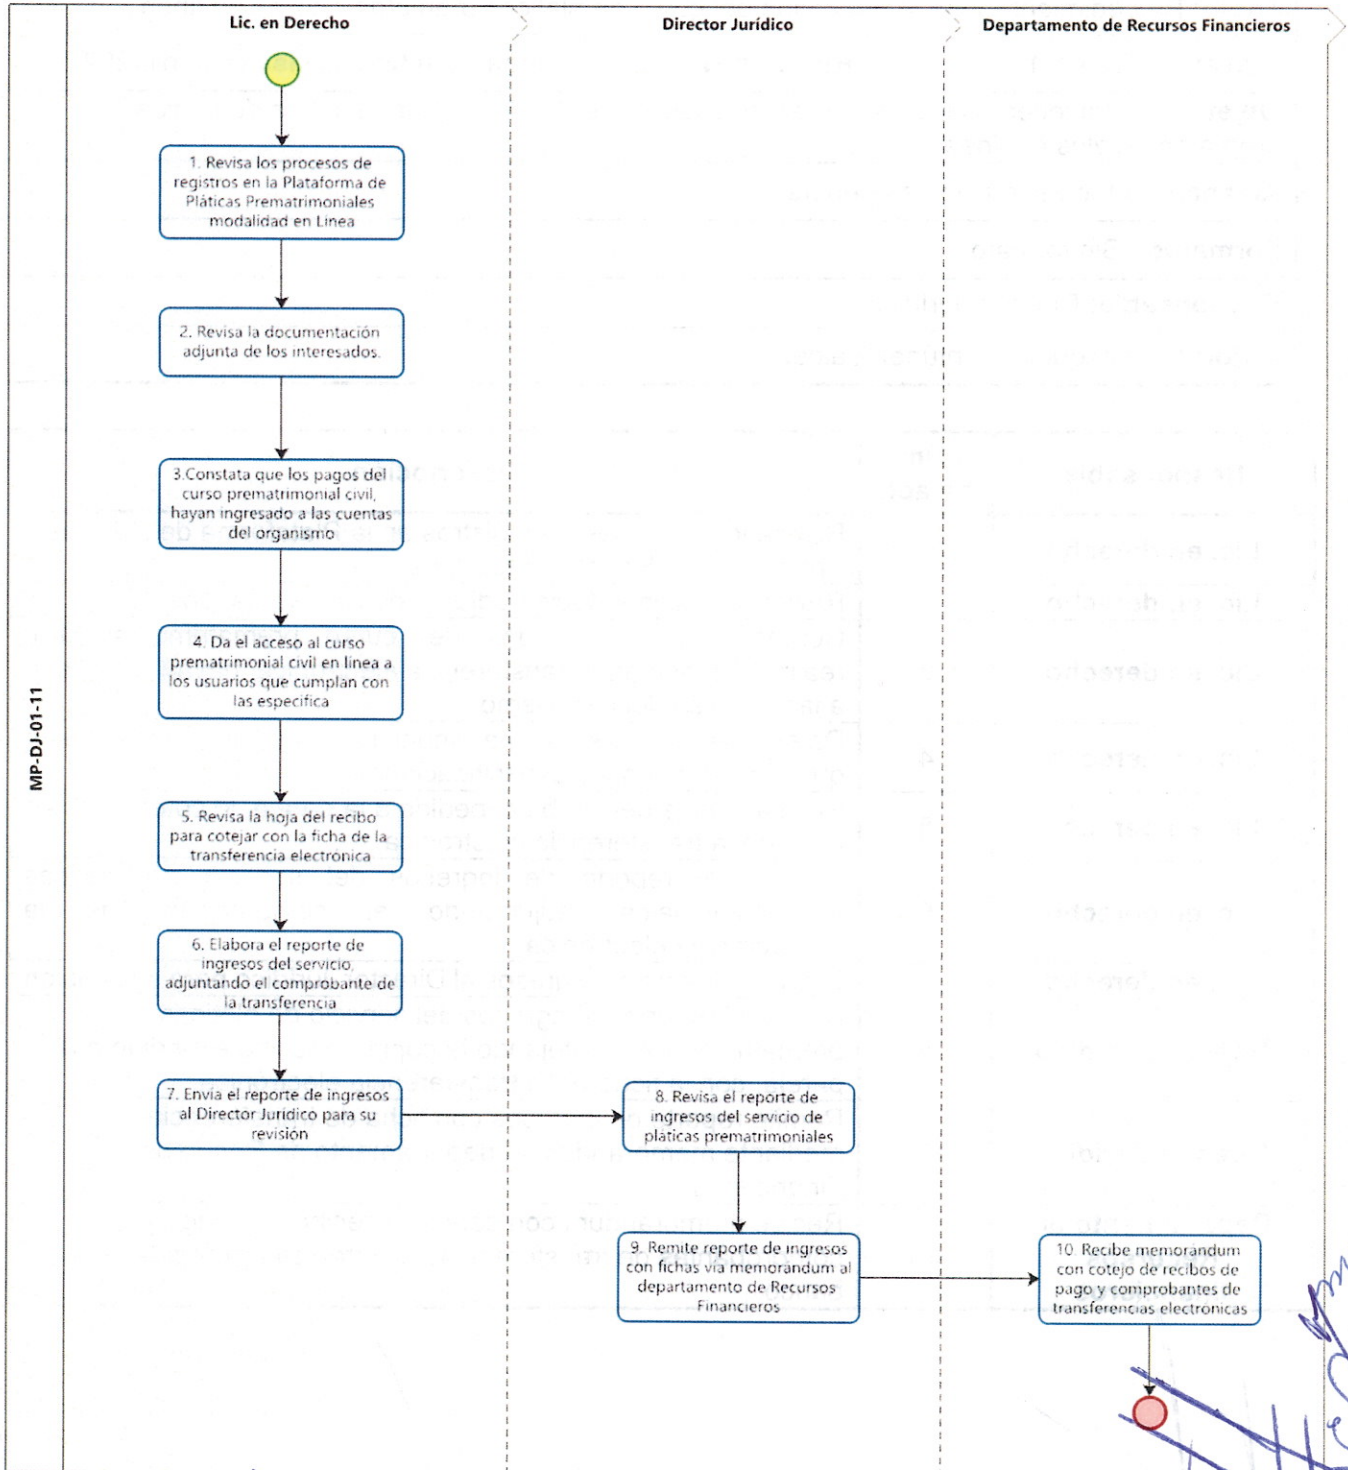 Lic. en Derecho
Director Jurídico
Departamento de Recursos Financieros
MP-DJ-01-11
1. Revisa los procesos de
registros en la Plataforma de
Pláticas Prematrimoniales
modalidad en Linea
2. Revisa la documentación
adjunta de los interesados.
3.Constata que los pagos del
curso prematrimonial civil,
hayan ingresado a las cuentas
del organismo
4. Da el acceso al curso
prematrimonial civil en linea a
los usuarios que cumplan con
las especifica
5. Revisa la hoja del recibo
para cotejar con la ficha de la
transferencia electrónica
6. Elabora el reporte de
ingresos del servicio,
adjuntando el comprobante de
la transferencia
7. Envía el reporte de ingresos
al Director Jurídico para su
revisión
8. Revisa el reporte de
ingresos del servicio de
pláticas prematrimoniales
9. Remite reporte de ingresos
con fichas vía memorándum al
departamento de Recursos
Financieros
10. Recibe memorándum
con cotejo de recibos de
pago y comprobantes de
transferencias electrónicas